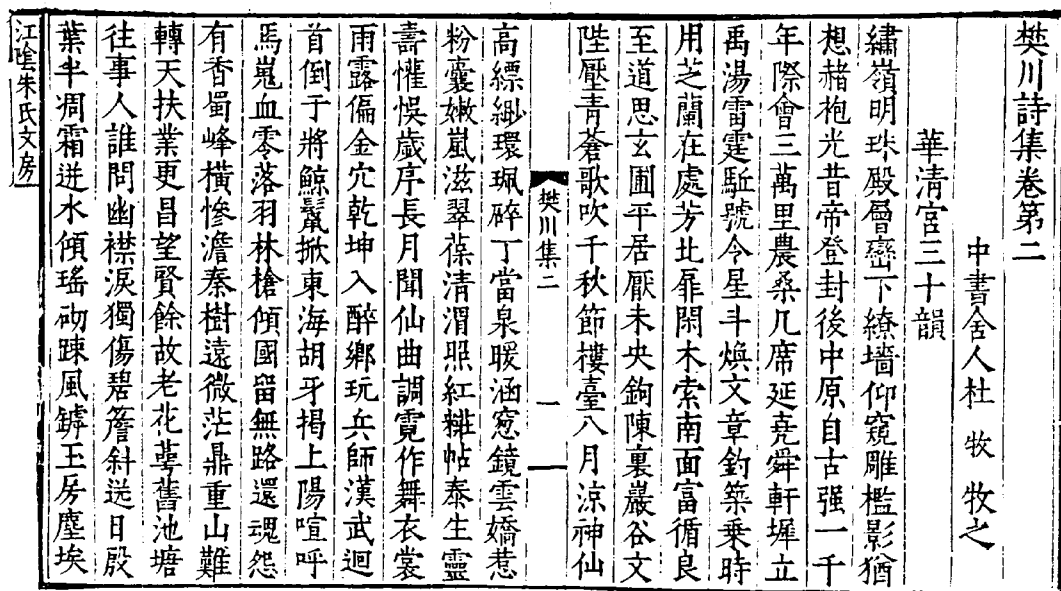 樊川詩集卷第二
中書舍人杜 牧 牧之
華清宮三十韻
繡嶺明珠殿層巒下繚墻仰窺雕檻影猶
想赭袍光昔帝登封後中原自古强一千
年際會三萬里農桑几席延堯舜軒墀立
禹湯雷霆馳號令星斗煥文章釣築乗時
用芝蘭在處芳北扉閑木索南面富循良
至道思玄圃平居厭未央鉤陳裏巖谷文
陛壓青蒼歌吹千秋節樓臺八月涼神仙
樊川集二 一
高縹緲環珮碎丁當泉暖涵窓鏡雲嬌惹
粉囊嫩嵐滋翠葆清渭照紅糚帖泰生靈
壽懽悞歲序長月聞仙曲調霓作舞衣裳
雨露偏金穴乾坤入醉鄉玩兵師漢武迴
首倒于將鯨鬣掀東海胡牙揭上陽喧呼
馬嵬血零落羽林槍傾國留無路還魂怨
有香蜀峰橫慘澹秦樹遠微茫鼎重山難
轉天扶業更昌望賢餘故老花萼舊池塘
往事人誰問幽襟淚獨傷碧簷斜送日殷
葉半凋霜迸水傾瑤砌踈風鏬玉房塵埃
江陰朱氏文房